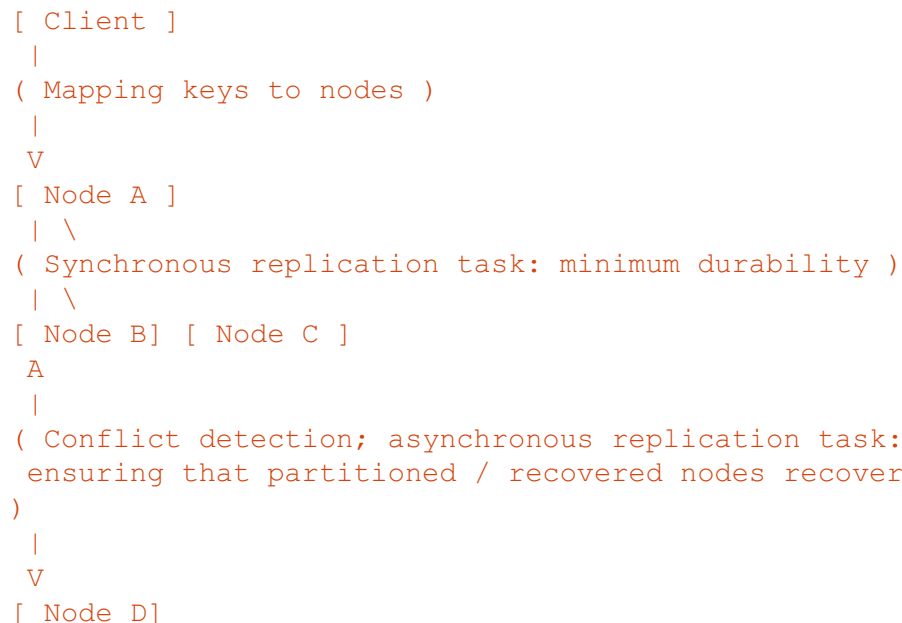 [ Client ]
 |
( Mapping keys to nodes )
 |
 V
[ Node A ]
 | \
( Synchronous replication task: minimum durability )
 | \
[ Node B] [ Node C ]
 A
 |
( Conflict detection; asynchronous replication task:
 ensuring that partitioned / recovered nodes recover
)
 |
 V
[ Node D]